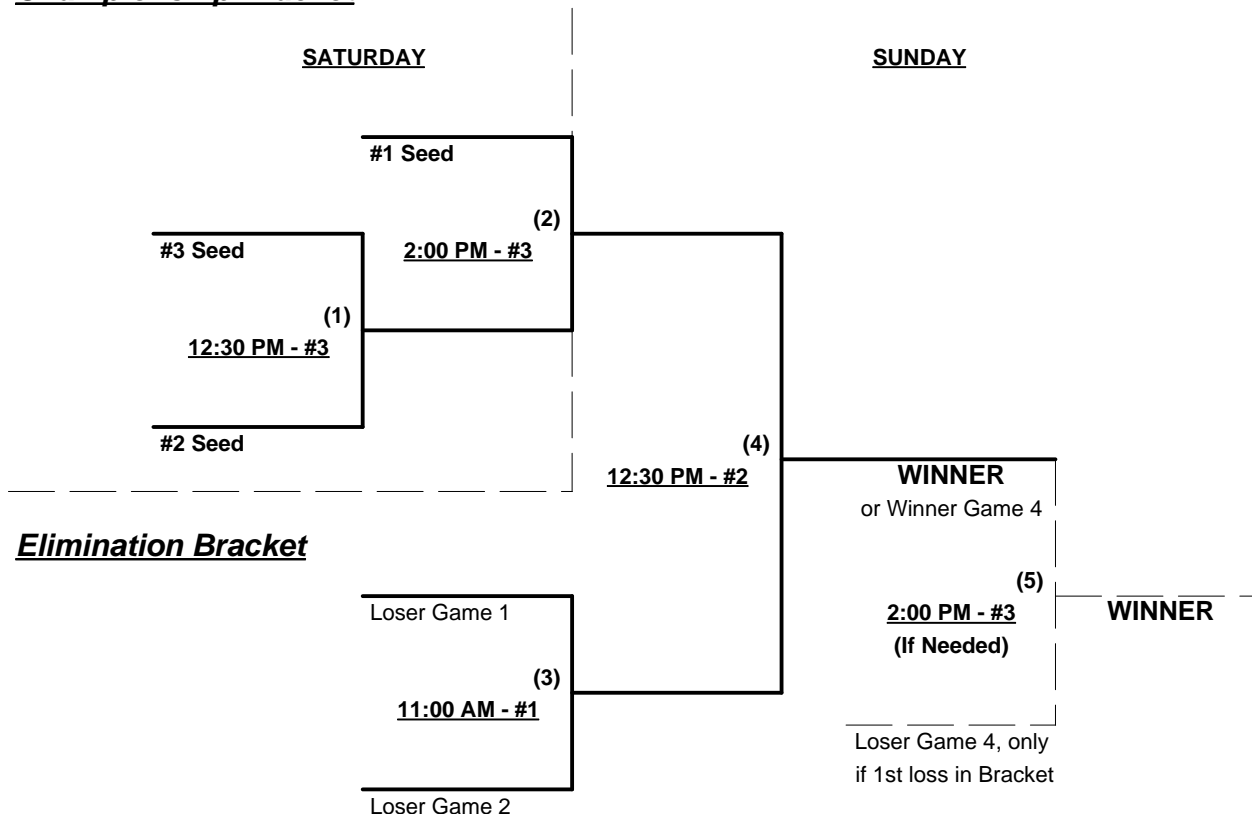 SATURDAY
SUNDAY
#1 Seed
(2)
#3 Seed
2:00 PM - #3
(1)
12:30 PM - #3
#2 Seed
(4)
12:30 PM - #2
WINNER
or Winner Game 4
Elimination Bracket
(5)
Loser Game 1
2:00 PM - #3
WINNER
(If Needed)
(3)
11:00 AM - #1
Loser Game 4, only
if 1st loss in Bracket
Loser Game 2